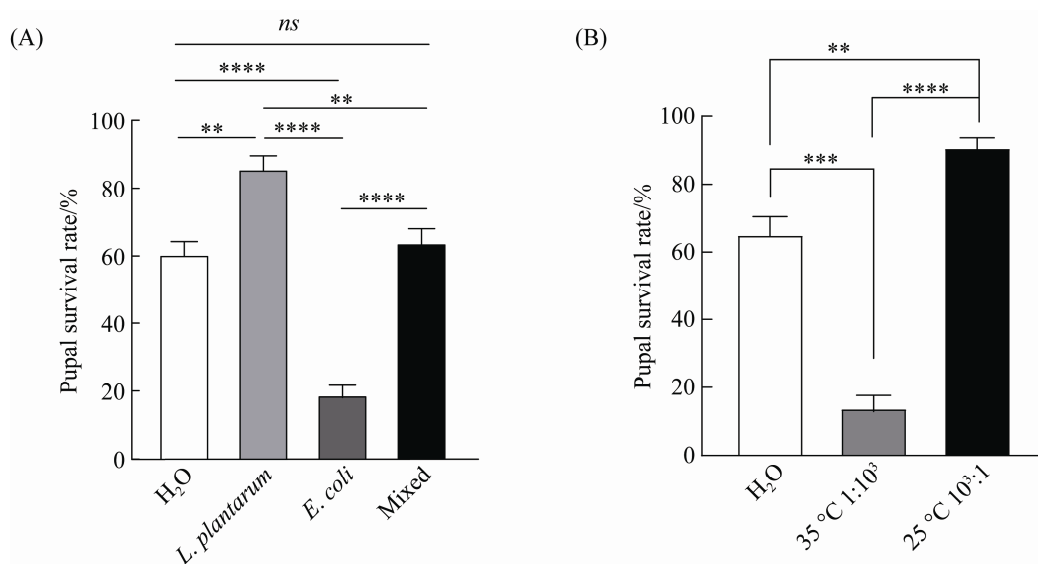 (A)
ns
****
**
** ****
****
Pupal survival rate/%
100
80
60
40
20
0
H₂O
L. plantarum
E. coli
Mixed
(B)
**
****
***
Pupal survival rate/%
100
80
60
40
20
0
H₂O
35 °C 1:10³
25 °C 10³:1